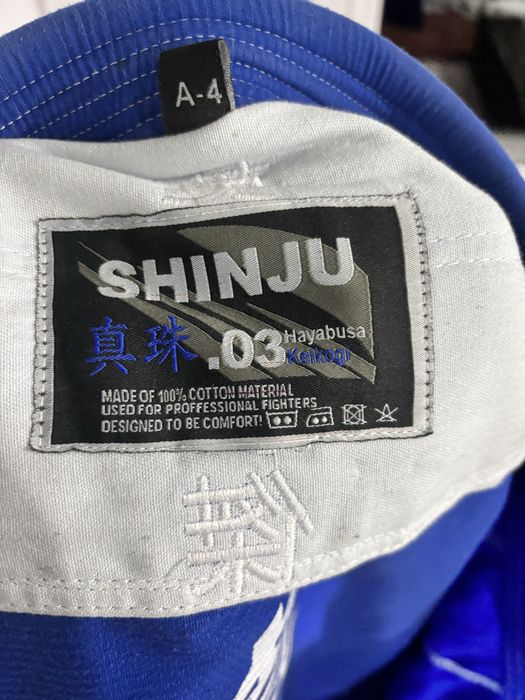 A-4
SHINJU
真珠 .03 Hayabusa
Keikogi
MADE OF 100% COTTON MATERIAL
USED FOR PROFFESSIONAL FIGHTERS
DESIGNED TO BE COMFORT!